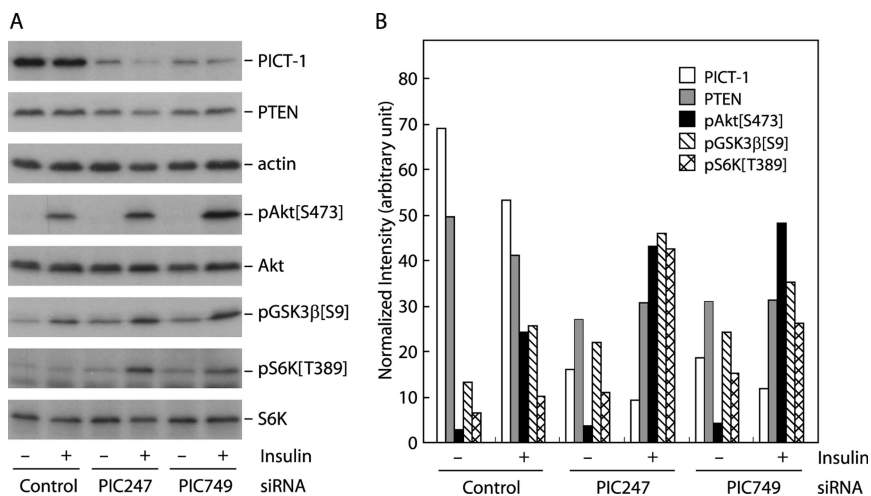 A
PICT-1
PTEN
actin
pAkt[S473]
Akt
pGSK3β[S9]
pS6K[T389]
S6K
– + – + – + Insulin
Control PIC247 PIC749 siRNA
B
Normalized Intensity (arbitrary unit)
80
70
60
50
40
30
20
10
0
PICT-1
PTEN
pAkt[S473]
pGSK3β[S9]
pS6K[T389]
– + – + – + Insulin
Control PIC247 PIC749 siRNA